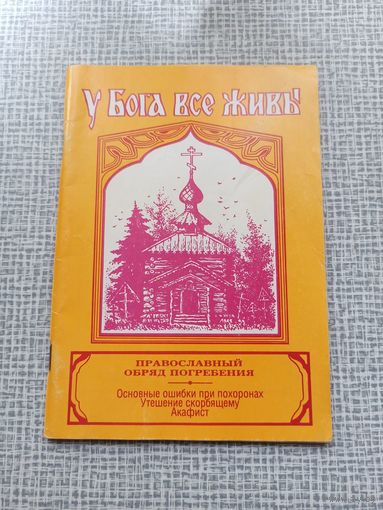 У Бога все живы
ПРАВОСЛАВНЫЙ
ОБРЯД ПОГРЕБЕНИЯ
Основные ошибки при похоронах
Утешение скорбящему
Акафист